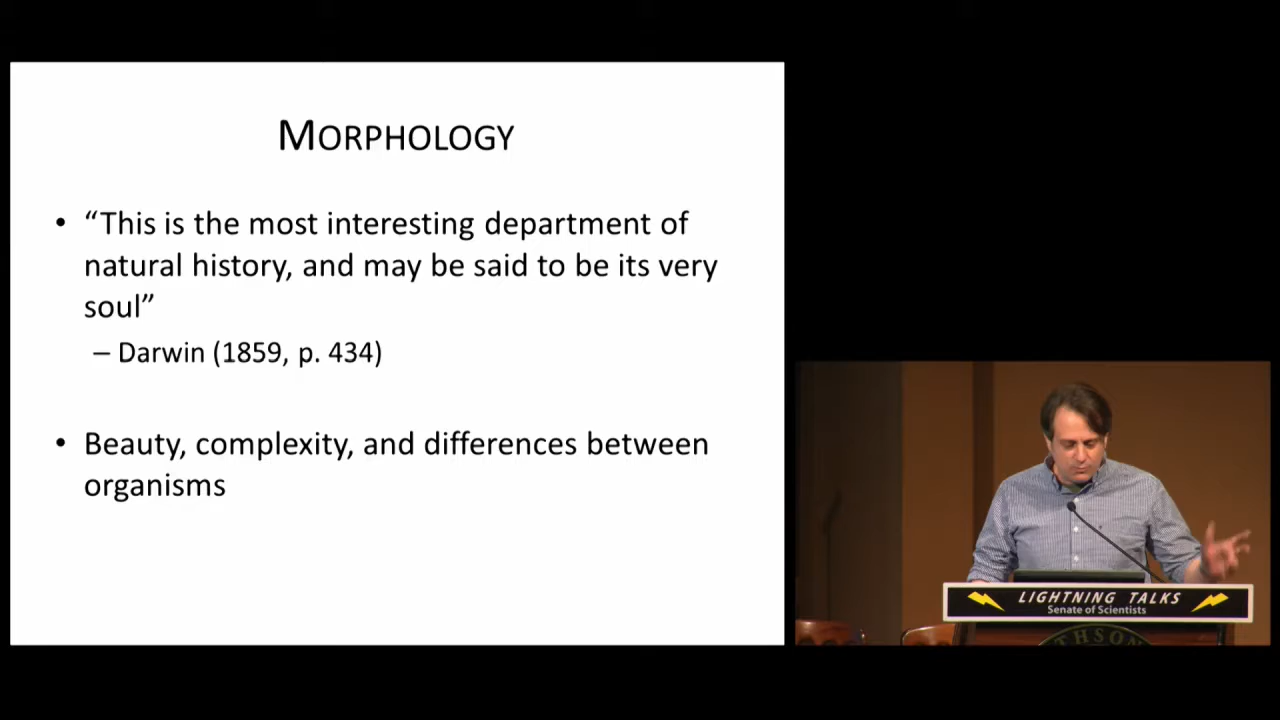 MORPHOLOGY
• “This is the most interesting department of
natural history, and may be said to be its very
soul”
– Darwin (1859, p. 434)
• Beauty, complexity, and differences between
organisms
LIGHTNING TALKS
Senate of Scientists
THSON